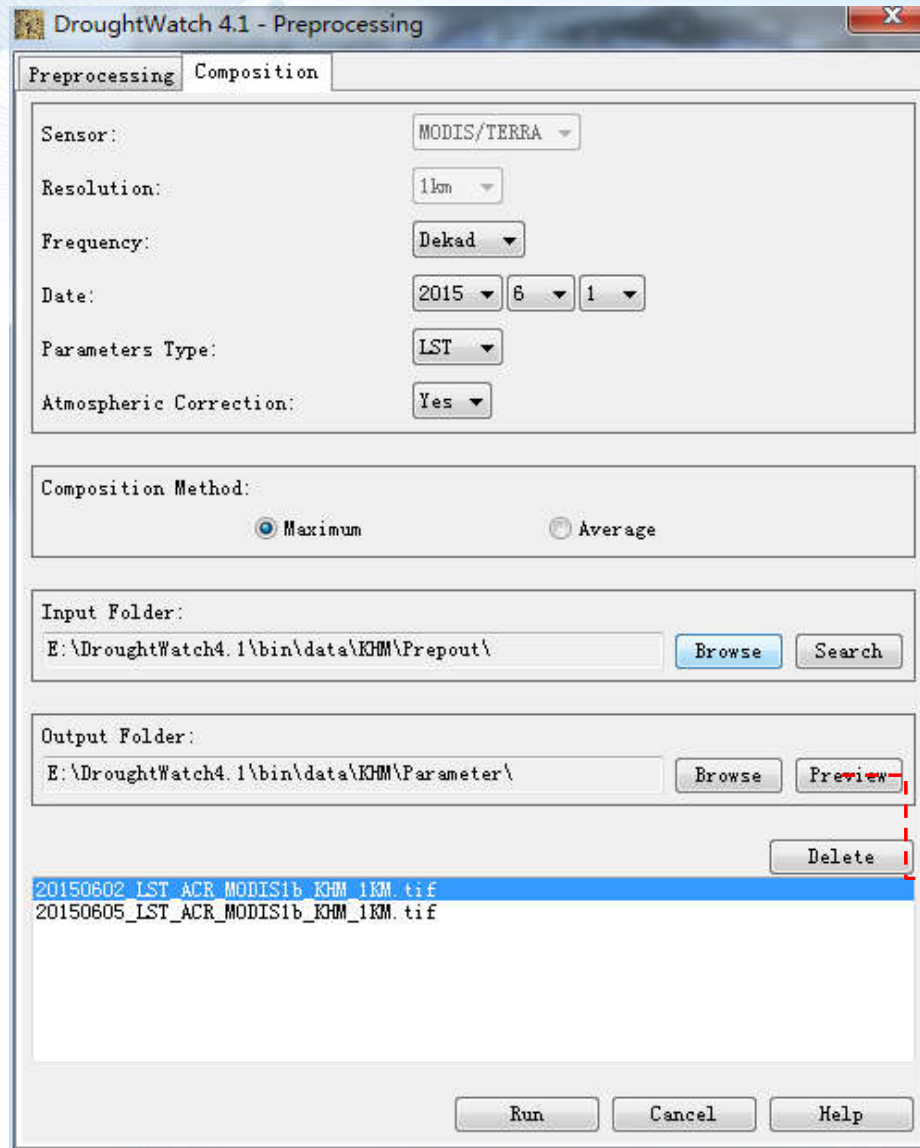 DroughtWatch 4.1 - Preprocessing
Preprocessing Composition
Sensor: MODIS/TERRA
Resolution: 1km
Frequency: Dekad
Date: 2015 6 1
Parameters Type: LST
Atmospheric Correction: Yes
Composition Method:
Maximum Average
Input Folder:
E:\DroughtWatch4.1\bin\data\KHM\Prepout\ Browse Search
Output Folder:
E:\DroughtWatch4.1\bin\data\KHM\Parameter\ Browse Preview
Delete
20150602_LST_ACR_MODIS1b_KHM_1KM.tif
20150605_LST_ACR_MODIS1b_KHM_1KM.tif
Run Cancel Help